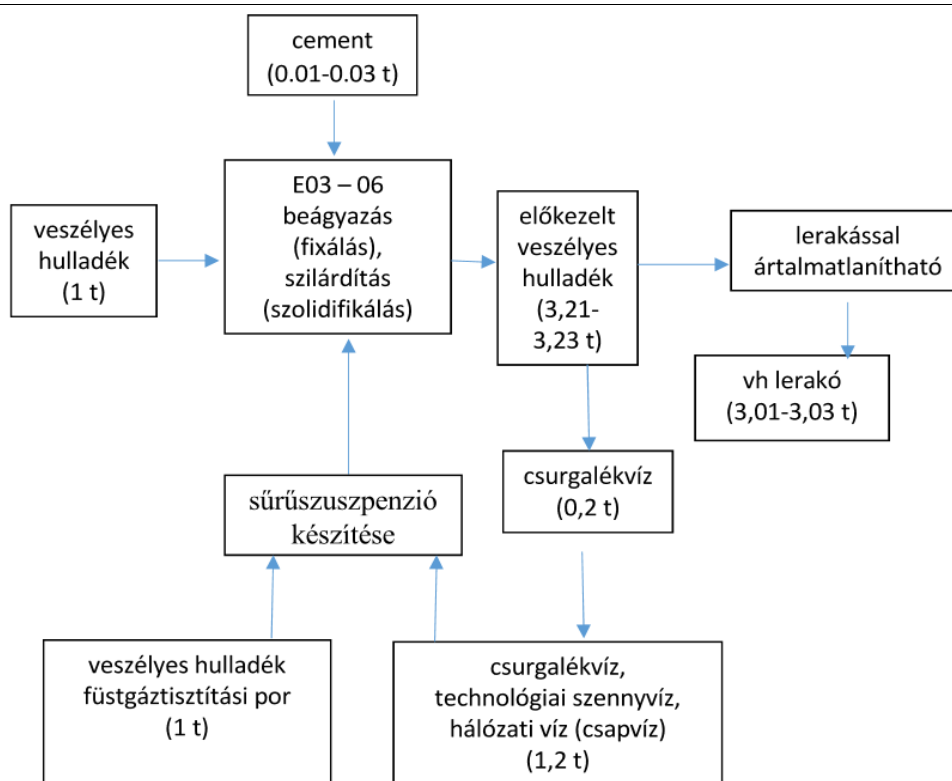 cement
(0.01-0.03 t)
veszélyes
hulladék
(1 t)
E03 – 06
beágyazás
(fixálás),
szilárdítás
(szolidifikálás)
előkezelt
veszélyes
hulladék
(3,21-
3,23 t)
lerakással
ártalmatlanítható
vh lerakó
(3,01-3,03 t)
csurgalékvíz
(0,2 t)
sűrűszuszpenzió
készítése
veszélyes hulladék
füstgáztisztítási por
(1 t)
csurgalékvíz,
technológiai szennyvíz,
hálózati víz (csapvíz)
(1,2 t)